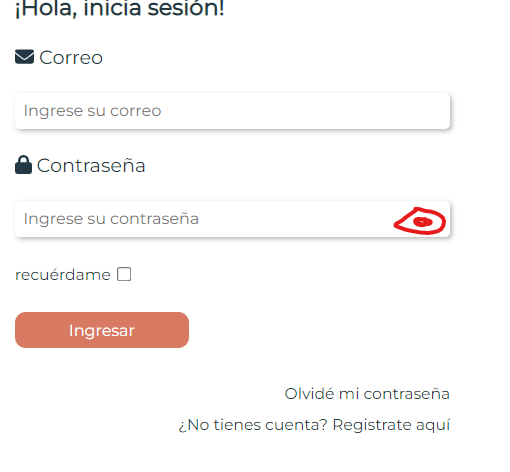 ¡Hola, inicia sesión!
Correo
Ingrese su correo
Contraseña
Ingrese su contraseña
recuérdame
Ingresar
Olvidé mi contraseña
¿No tienes cuenta? Registrate aquí